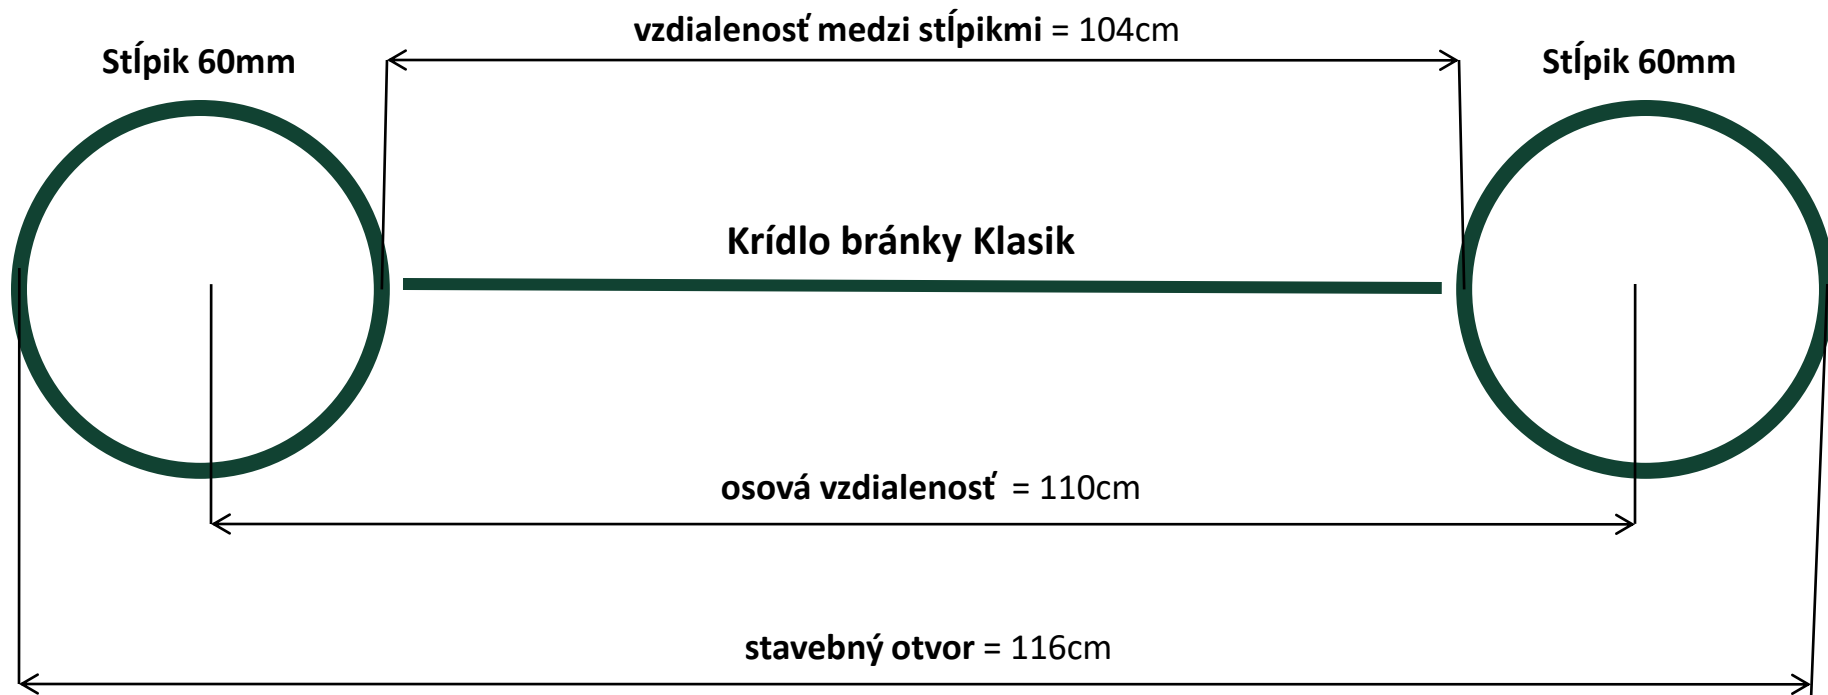 vzdialenosť medzi stĺpikmi = 104cm
Stĺpik 60mm
Stĺpik 60mm
Krídlo bránky Klasik
osová vzdialenosť = 110cm
stavebný otvor = 116cm